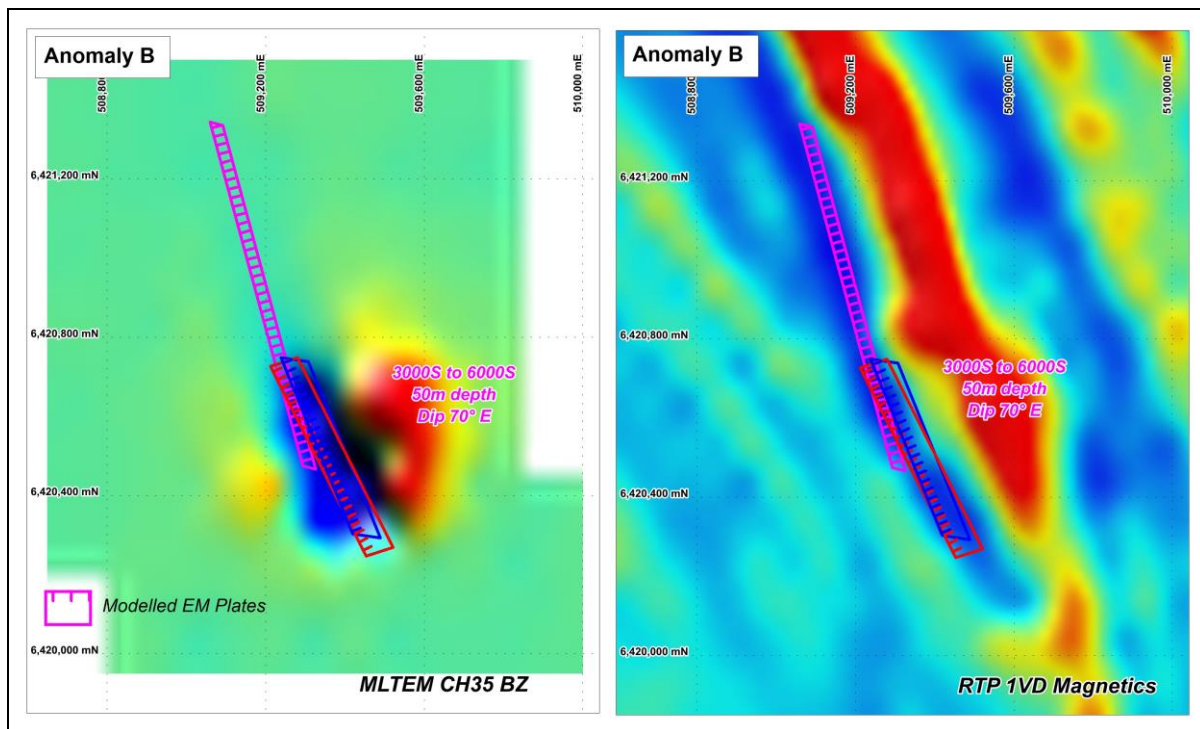 Anomaly B
508,800 mE
509,200 mE
509,600 mE
510,000 mE
6,421,200 mN
6,420,800 mN
3000S to 6000S
50m depth
Dip 70° E
6,420,400 mN
Modelled EM Plates
6,420,000 mN
MLTEM CH35 BZ
Anomaly B
508,800 mE
509,200 mE
509,600 mE
510,000 mE
6,421,200 mN
6,420,800 mN
3000S to 6000S
50m depth
Dip 70° E
6,420,400 mN
6,420,000 mN
RTP 1VD Magnetics